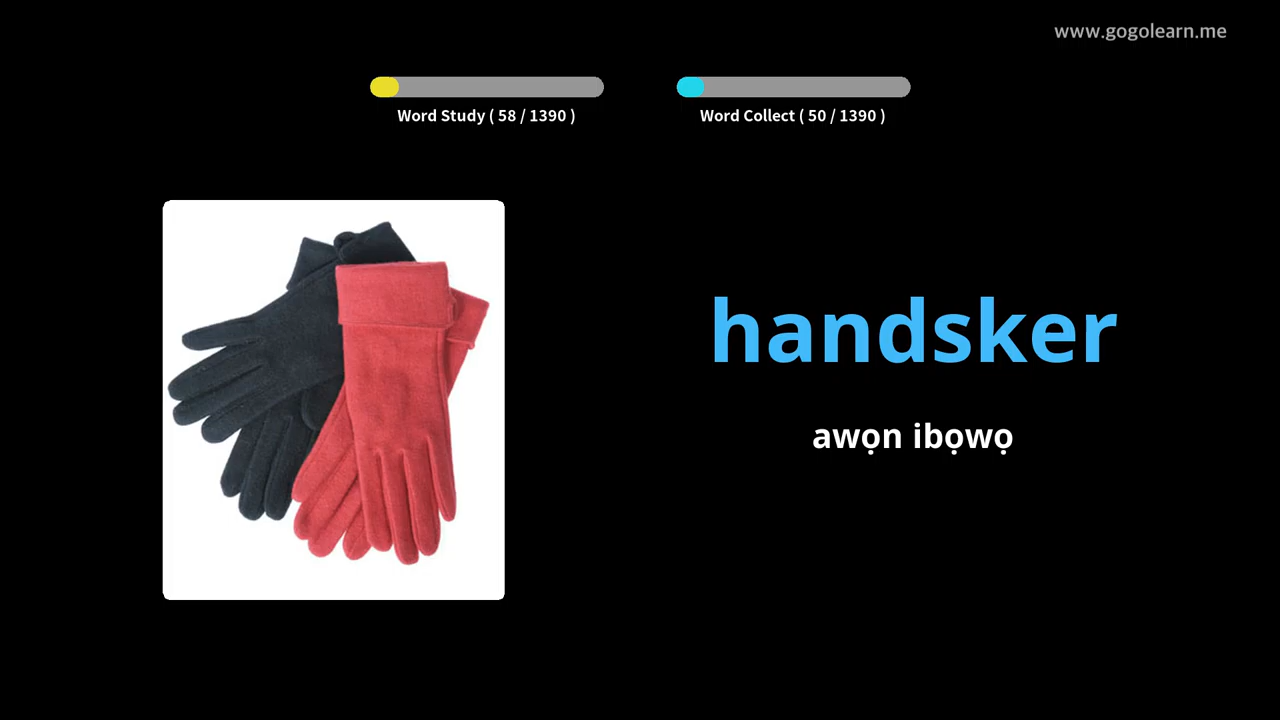 www.gogolearn.me
Word Study ( 58 / 1390 )
Word Collect ( 50 / 1390 )
handsker
awọn ibọwọ